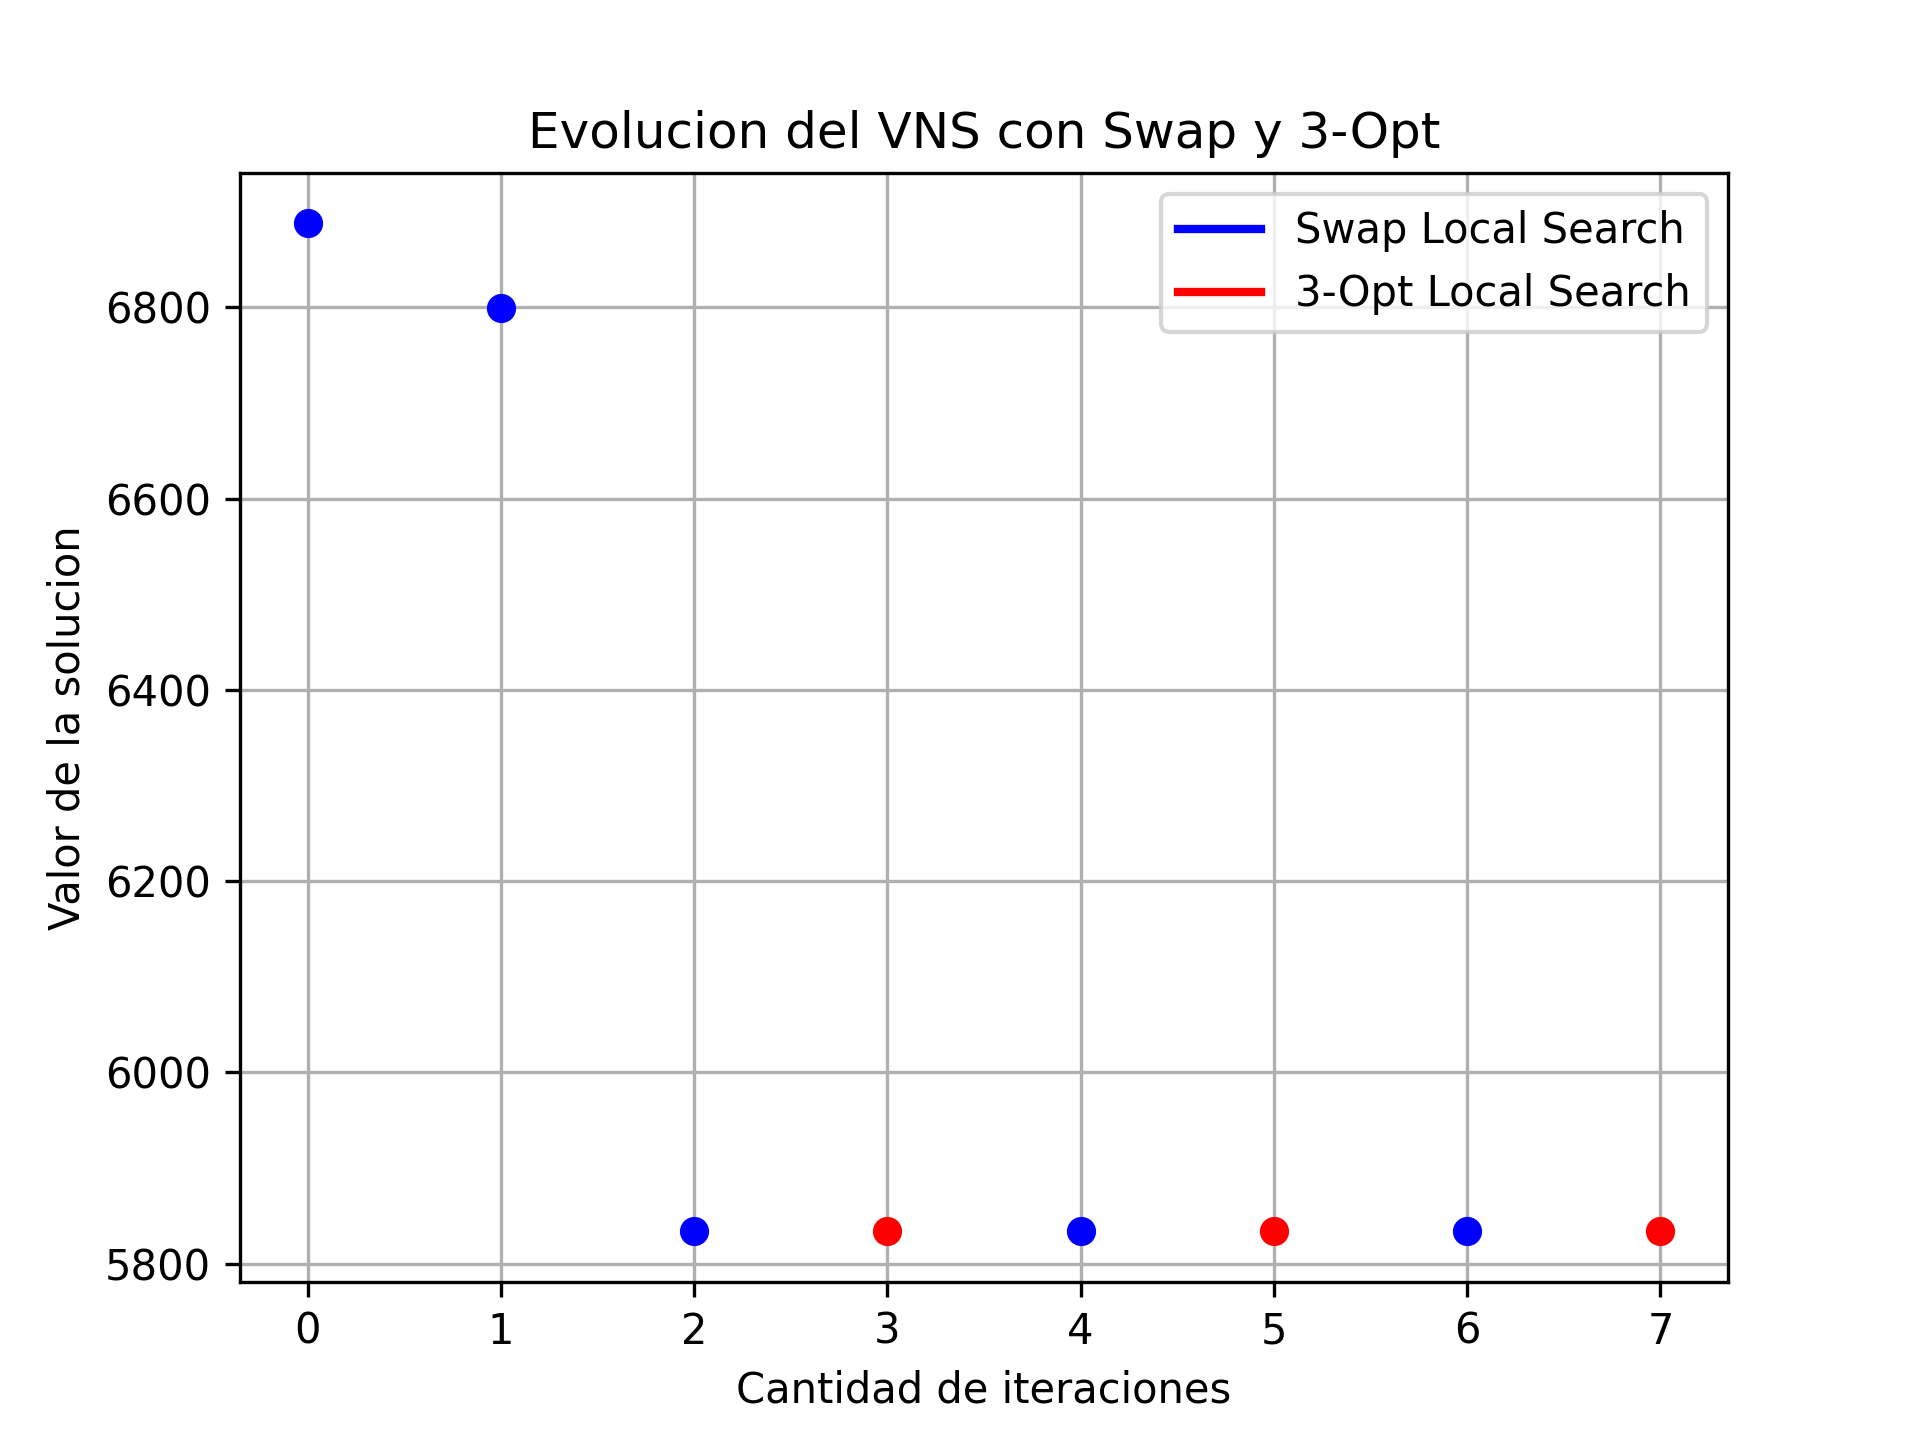 Evolucion del VNS con Swap y 3-Opt
Swap Local Search
3-Opt Local Search
Valor de la solucion
6800
6600
6400
6200
6000
5800
0 1 2 3 4 5 6 7
Cantidad de iteraciones